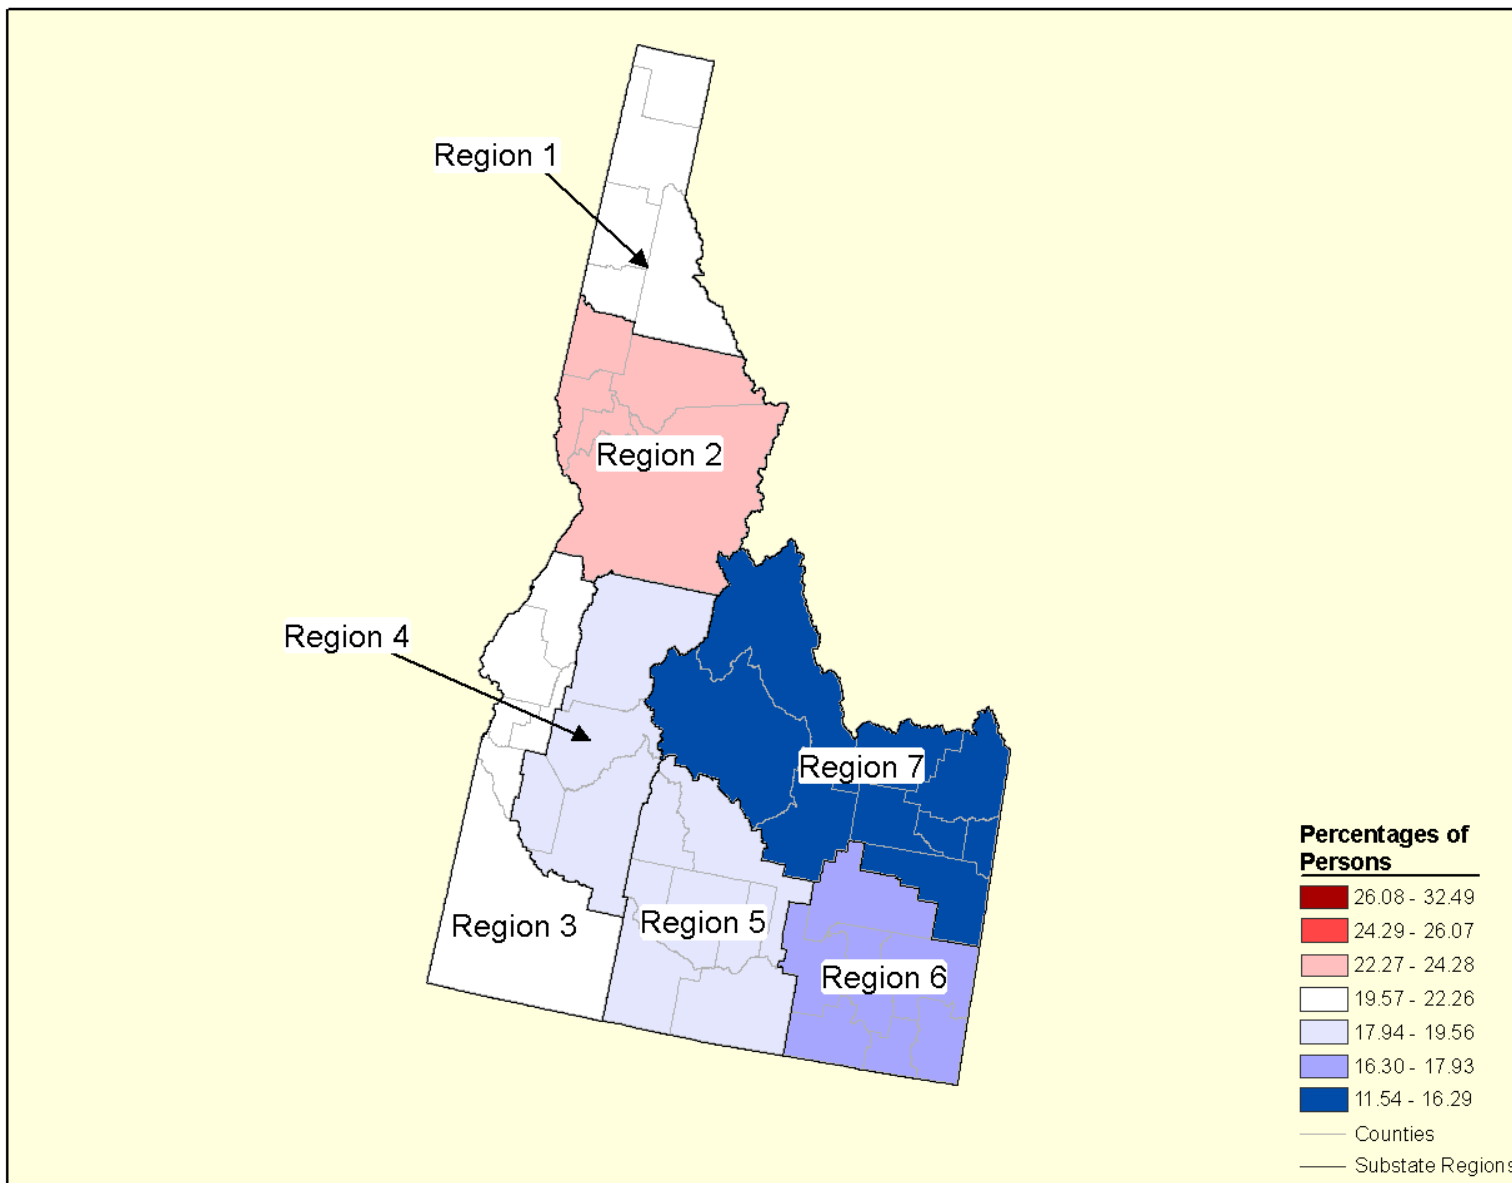 Region 1
Region 2
Region 4
Region 7
Region 3
Region 5
Region 6
Percentages of
Persons
26.08 - 32.49
24.29 - 26.07
22.27 - 24.28
19.57 - 22.26
17.94 - 19.56
16.30 - 17.93
11.54 - 16.29
Counties
Substate Regions